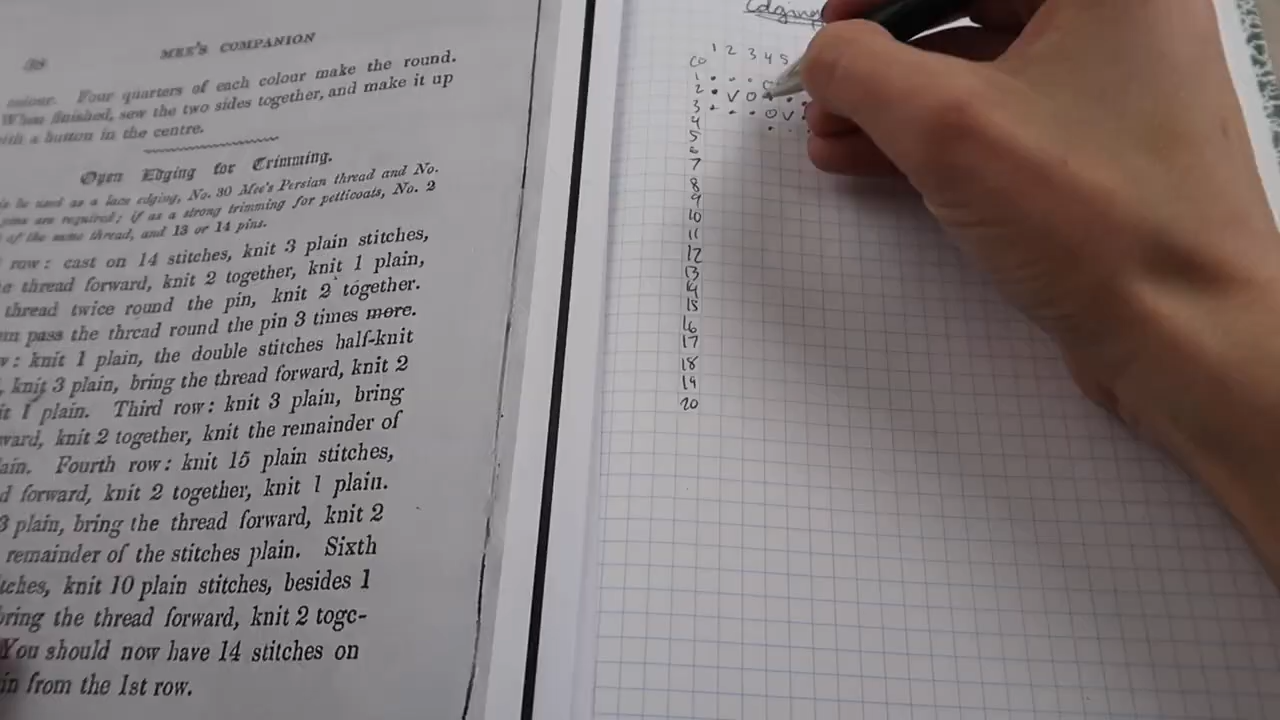 MEE'S COMPANION
colour. Four quarters of each colour make the round.
When finished, sew the two sides together, and make it up
with a button in the centre.
Open Edging for Trimming.
be used as a lace edging, No. 30 Mee's Persian thread and No.
pins are required; if as a strong trimming for petticoats, No. 2
of the same thread, and 13 or 14 pins.
row: cast on 14 stitches, knit 3 plain stitches,
thread forward, knit 2 together, knit 1 plain,
thread twice round the pin, knit 2 together.
pass the thread round the pin 3 times more.
knit 1 plain, the double stitches half-knit
knit 3 plain, bring the thread forward, knit 2
1 plain. Third row: knit 3 plain, bring
knit 2 together, knit the remainder of
Fourth row: knit 15 plain stitches,
forward, knit 2 together, knit 1 plain.
3 plain, bring the thread forward, knit 2
remainder of the stitches plain. Sixth
knit 10 plain stitches, besides 1
bring the thread forward, knit 2 toge-
You should now have 14 stitches on
from the 1st row.
Edging
1 2 3 4 5
CO
1
2 V O
3 O V
4
5
6
7
8
9
10
11
12
13
14
15
16
17
18
19
20